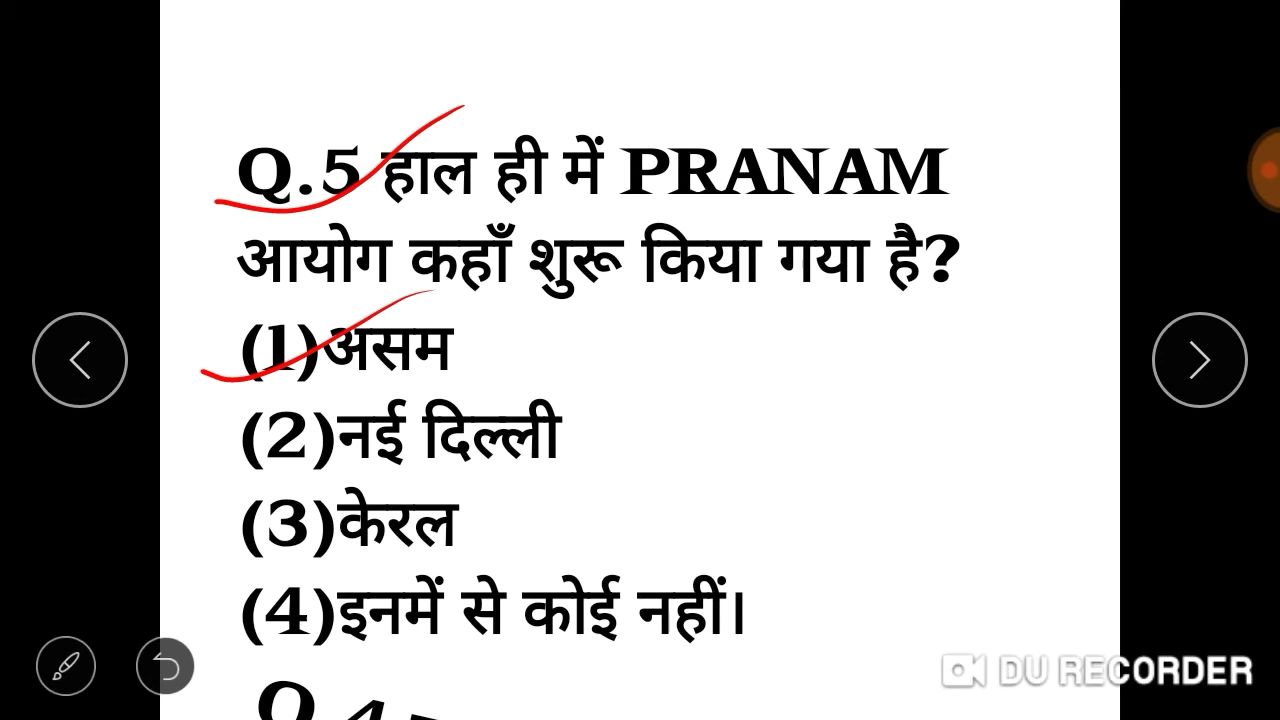 Q.5 हाल ही में PRANAM
आयोग कहाँ शुरू किया गया है?
(1)असम
(2)नई दिल्ली
(3)केरल
(4)इनमें से कोई नहीं।
DU RECORDER